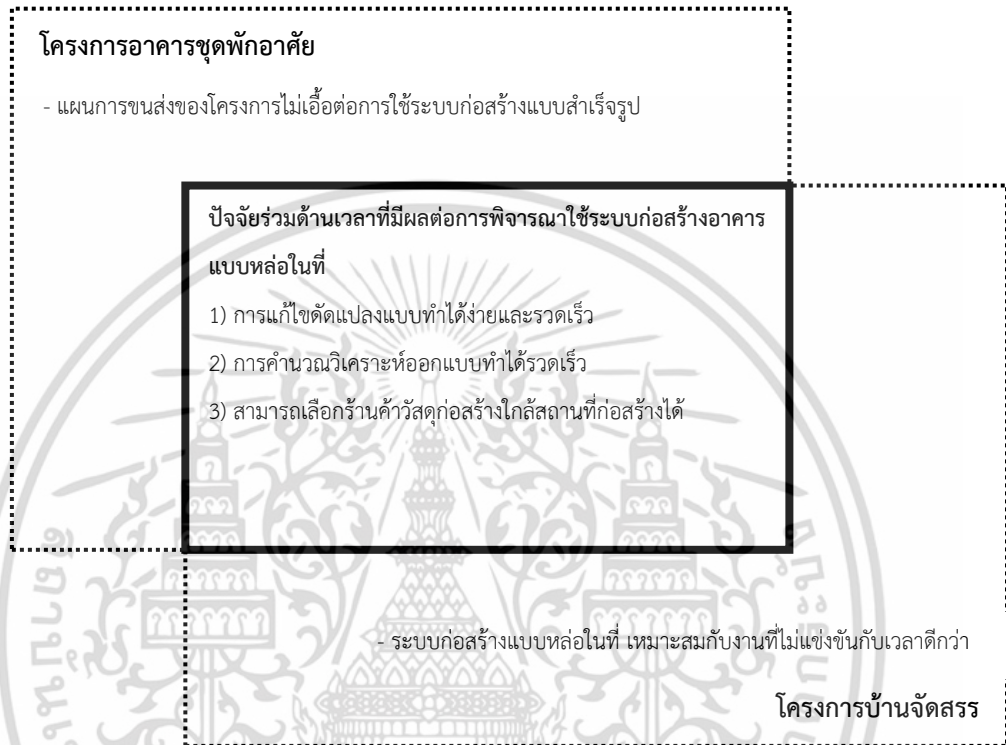 โครงการอาคารชุดพักอาศัย
- แผนการขนส่งของโครงการไม่เอื้อต่อการใช้ระบบก่อสร้างแบบสำเร็จรูป
ปัจจัยร่วมด้านเวลาที่มีผลต่อการพิจารณาใช้ระบบก่อสร้างอาคาร
แบบหล่อในที่
1) การแก้ไขดัดแปลงแบบทำได้ง่ายและรวดเร็ว
2) การคำนวณวิเคราะห์ออกแบบทำได้รวดเร็ว
3) สามารถเลือกร้านค้าวัสดุก่อสร้างใกล้สถานที่ก่อสร้างได้
- ระบบก่อสร้างแบบหล่อในที่ เหมาะสมกับงานที่ไม่แข่งขันกับเวลาดีกว่า
โครงการบ้านจัดสรร